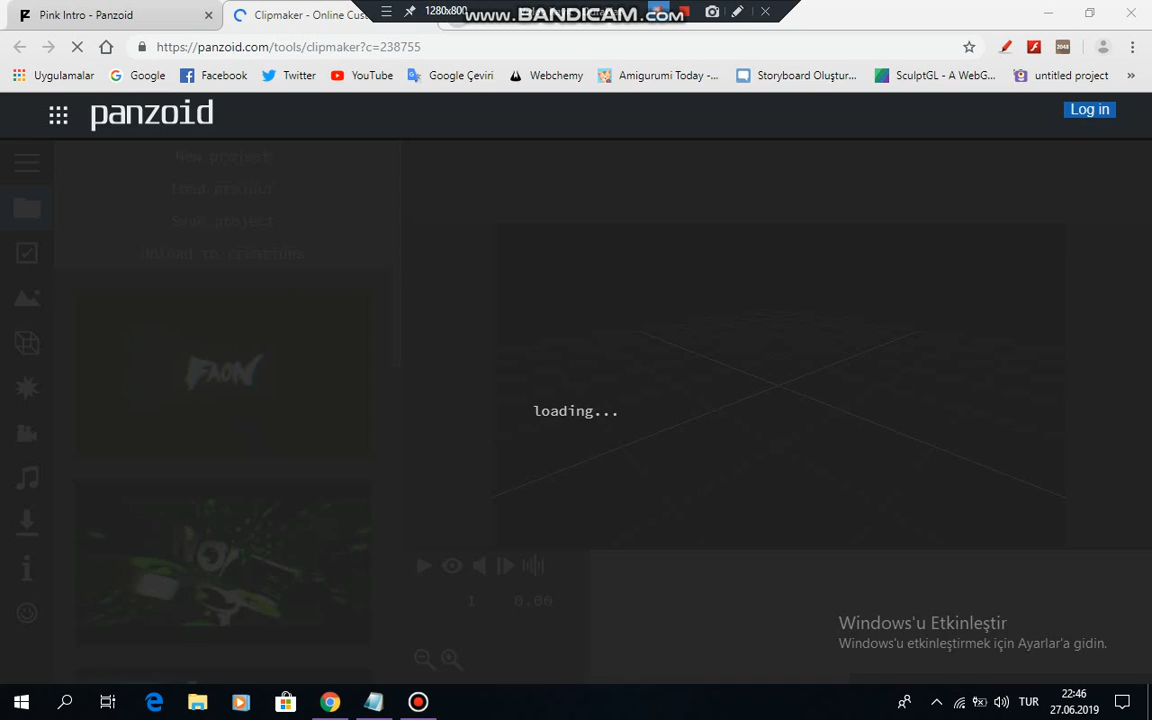 Pink Intro - Panzoid
Clipmaker - Online Cus
1280x800
www.BANDICAM.com
https://panzoid.com/tools/clipmaker?c=238755
Uygulamalar
Google
Facebook
Twitter
YouTube
Google Çeviri
Webchemy
Amigurumi Today -...
Storyboard Oluştur...
SculptGL - A WebG...
untitled project
»
panzoid
Log in
New project
Load project
Save project
Upload to creations
FAON
loading...
1 0.00
Windows'u Etkinleştir
Windows'u etkinleştirmek için Ayarlar'a gidin.
TUR
22:46
27.06.2019